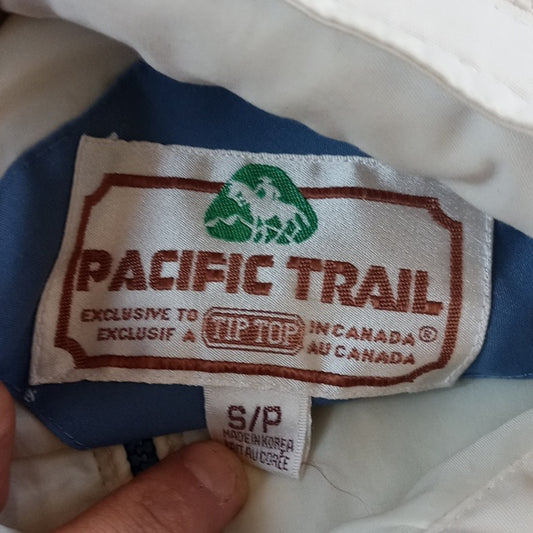 PACIFIC TRAIL
EXCLUSIVE TO TIP TOP IN CANADA®
EXCLUSIF A AU CANADA
S/P
MADE IN KOREA
FAIT AU CORÉE